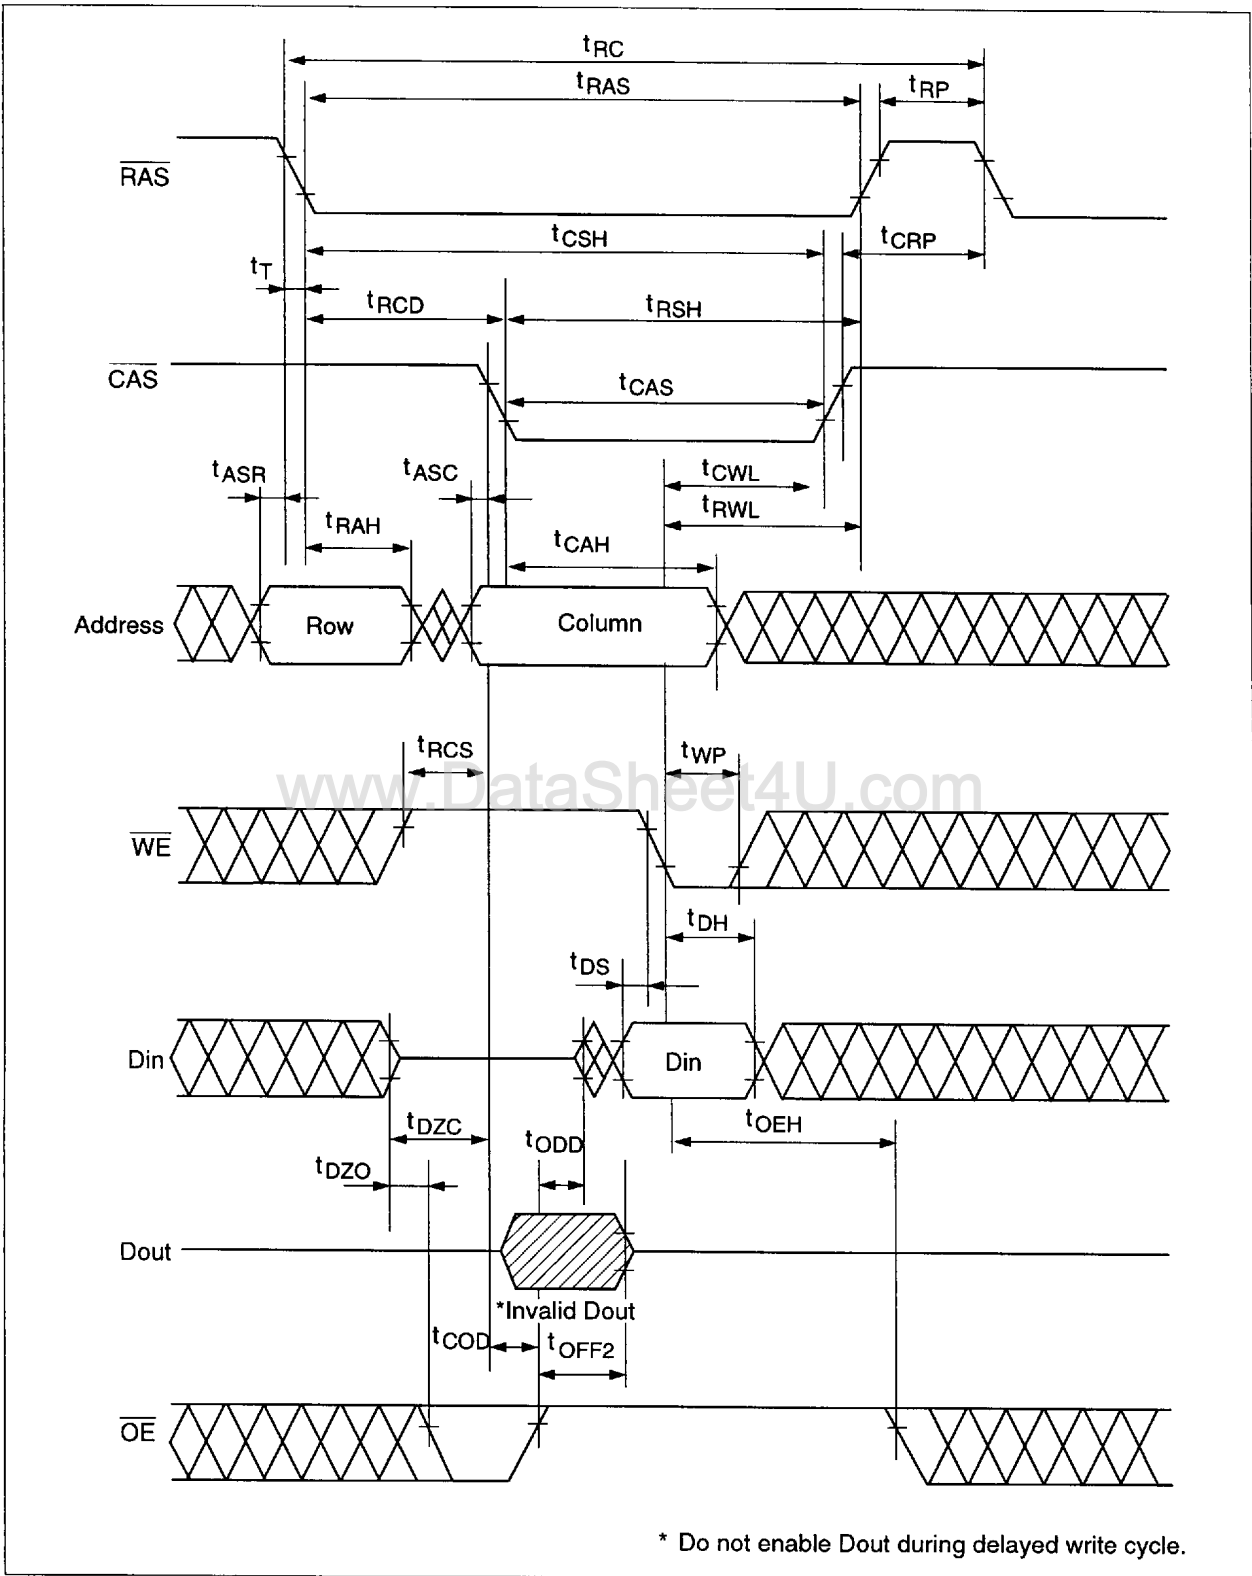 tRC
tRAS
tRP
RAS
tCSH
tCRP
tT
tRCD
tRSH
CAS
tCAS
tASR
tASC
tCWL
tRWL
tRAH
tCAH
Address
Row
Column
tRCS
tWP
www.DataSheet4U.com
WE
tDH
tDS
Din
Din
tDZC
tODD
tOEH
tDZO
Dout
*Invalid Dout
tCOD
tOFF2
OE
* Do not enable Dout during delayed write cycle.